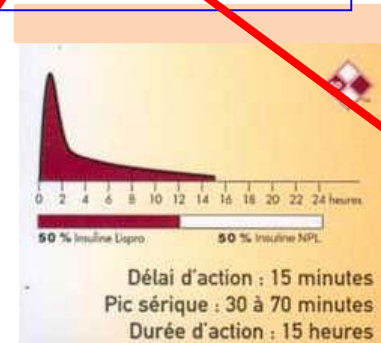 0 2 4 6 8 10 12 14 16 18 20 22 24 heures
50 % Insuline Lispro 50 % Insuline NPL
Délai d'action : 15 minutes
Pic sérique : 30 à 70 minutes
Durée d'action : 15 heures